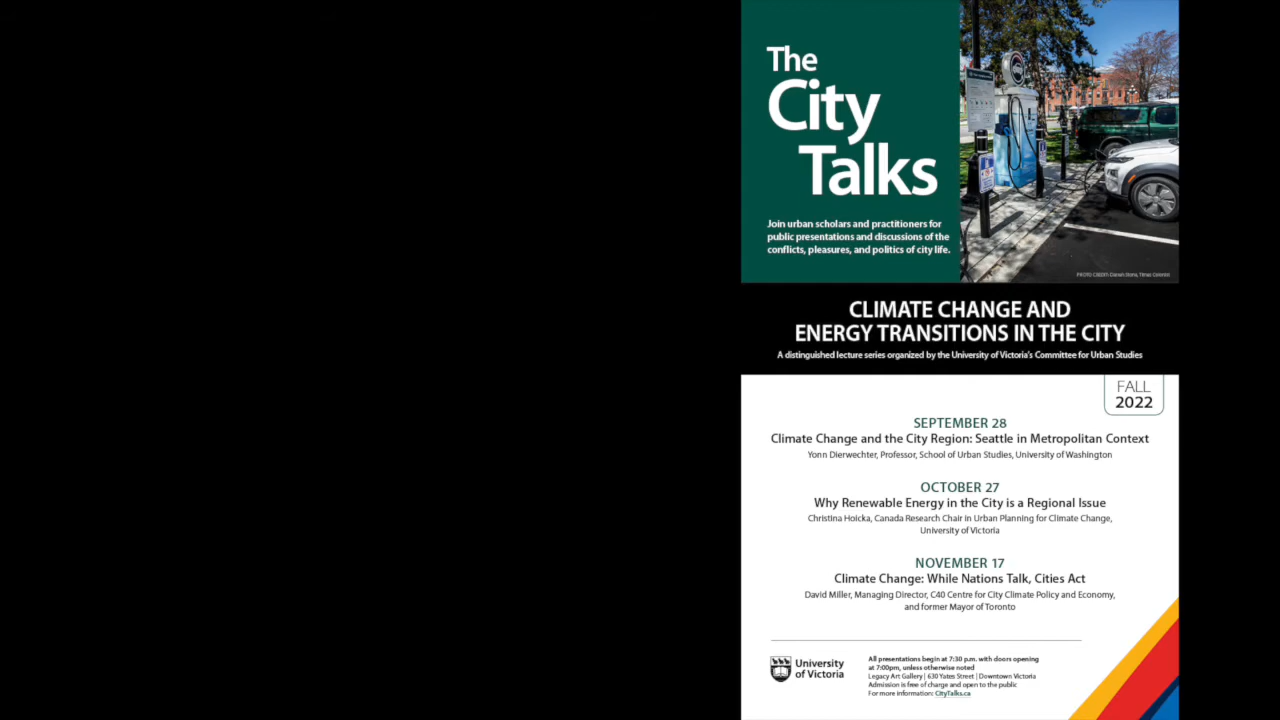 The
City
Talks
Join urban scholars and practitioners for
public presentations and discussions of the
conflicts, pleasures, and politics of city life.
PHOTO CREDIT: Times Colonist
CLIMATE CHANGE AND
ENERGY TRANSITIONS IN THE CITY
A distinguished lecture series organized by the University of Victoria's Committee for Urban Studies
FALL
2022
SEPTEMBER 28
Climate Change and the City Region: Seattle in Metropolitan Context
Yonn Dierwechter, Professor, School of Urban Studies, University of Washington
OCTOBER 27
Why Renewable Energy in the City is a Regional Issue
Christina Hoicka, Canada Research Chair in Urban Planning for Climate Change,
University of Victoria
NOVEMBER 17
Climate Change: While Nations Talk, Cities Act
David Miller, Managing Director, C40 Centre for City Climate Policy and Economy,
and former Mayor of Toronto
University
of Victoria
All presentations begin at 7:30 p.m. with doors opening
at 7:00pm, unless otherwise noted
Legacy Art Gallery | 630 Yates Street | Downtown Victoria
Admission is free of charge and open to the public
For more information: CityTalks.ca